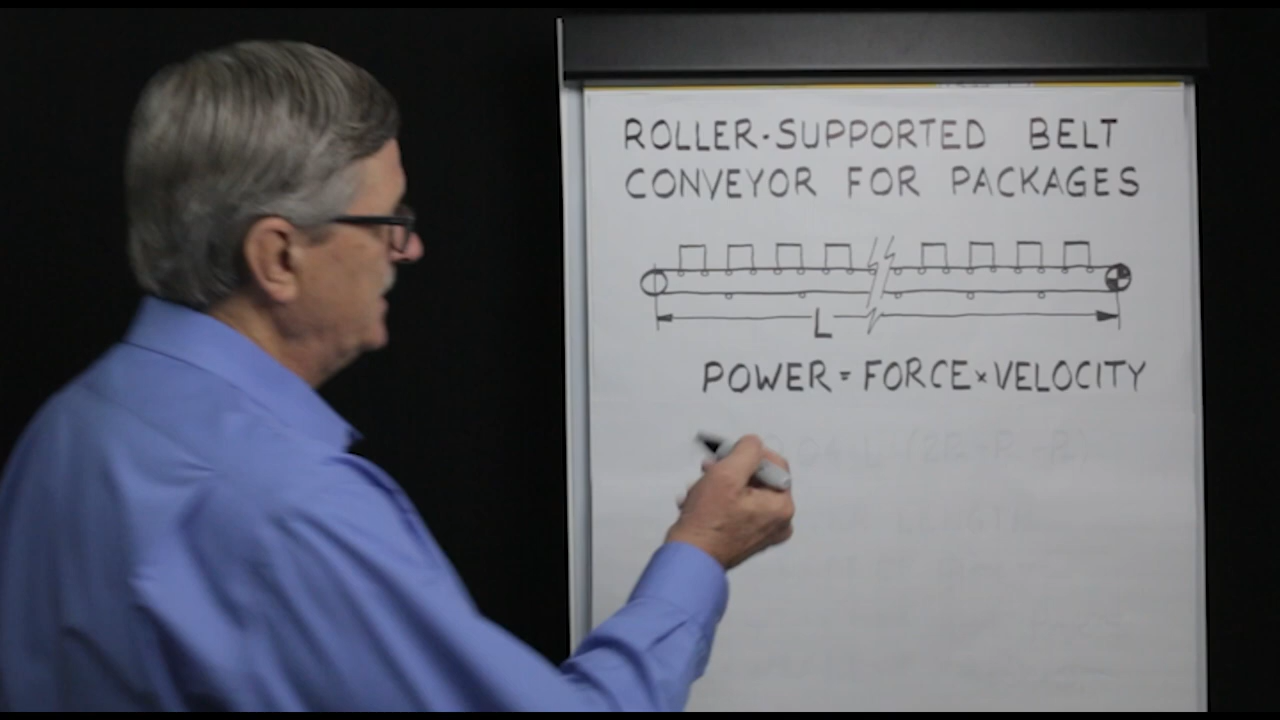 ROLLER-SUPPORTED BELT
CONVEYOR FOR PACKAGES
L
POWER = FORCE × VELOCITY